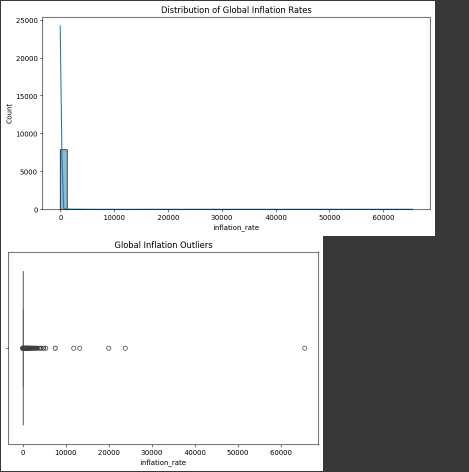 Distribution of Global Inflation Rates
25000
20000
15000
10000
5000
0
Count
0 10000 20000 30000 40000 50000 60000
inflation_rate
Global Inflation Outliers
0 10000 20000 30000 40000 50000 60000
inflation_rate